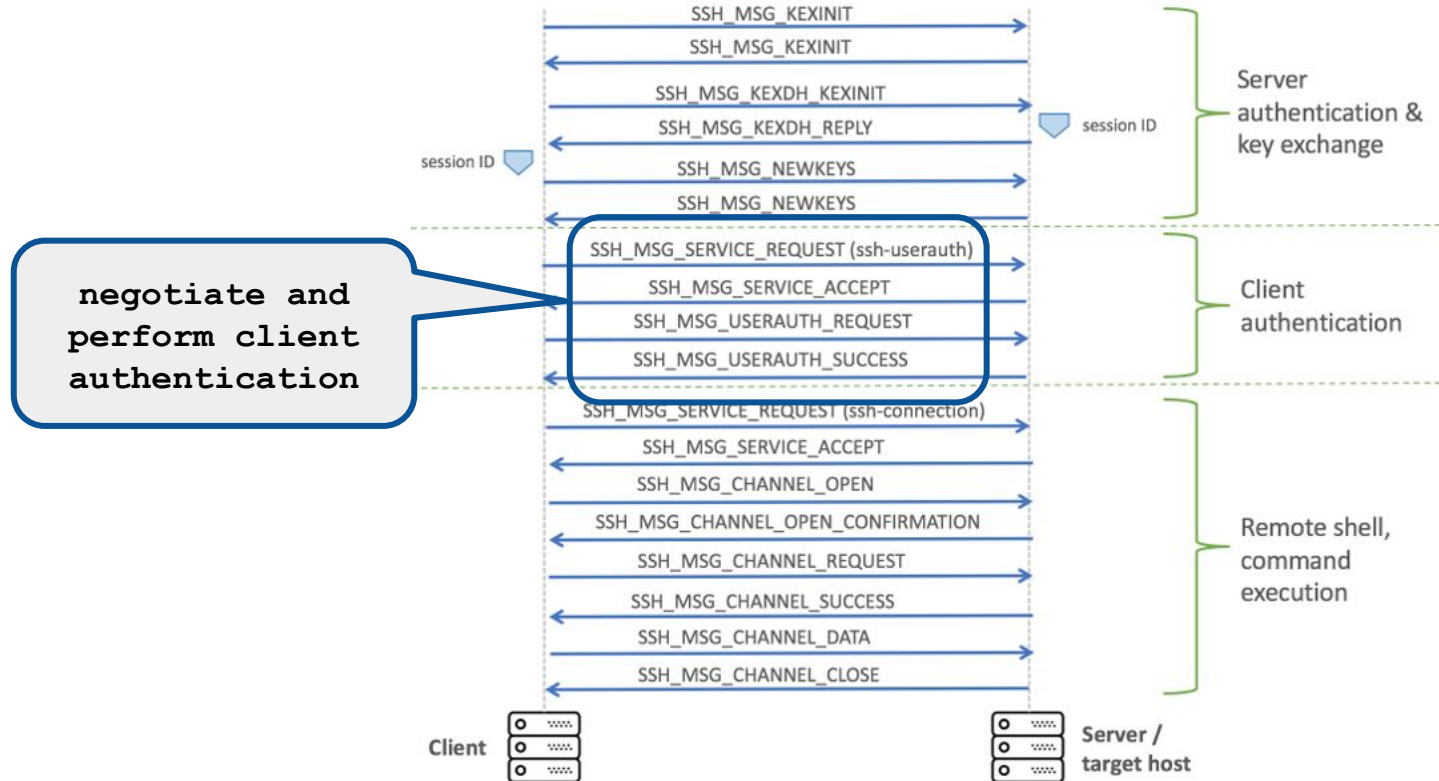 SSH_MSG_KEXINIT
SSH_MSG_KEXINIT
SSH_MSG_KEXDH_KEXINIT
SSH_MSG_KEXDH_REPLY
session ID
session ID
SSH_MSG_NEWKEYS
SSH_MSG_NEWKEYS
Server
authentication &
key exchange
negotiate and
perform client
authentication
SSH_MSG_SERVICE_REQUEST (ssh-userauth)
SSH_MSG_SERVICE_ACCEPT
SSH_MSG_USERAUTH_REQUEST
SSH_MSG_USERAUTH_SUCCESS
Client
authentication
SSH_MSG_SERVICE_REQUEST (ssh-connection)
SSH_MSG_SERVICE_ACCEPT
SSH_MSG_CHANNEL_OPEN
SSH_MSG_CHANNEL_OPEN_CONFIRMATION
SSH_MSG_CHANNEL_REQUEST
SSH_MSG_CHANNEL_SUCCESS
SSH_MSG_CHANNEL_DATA
SSH_MSG_CHANNEL_CLOSE
Remote shell,
command
execution
Client
Server /
target host